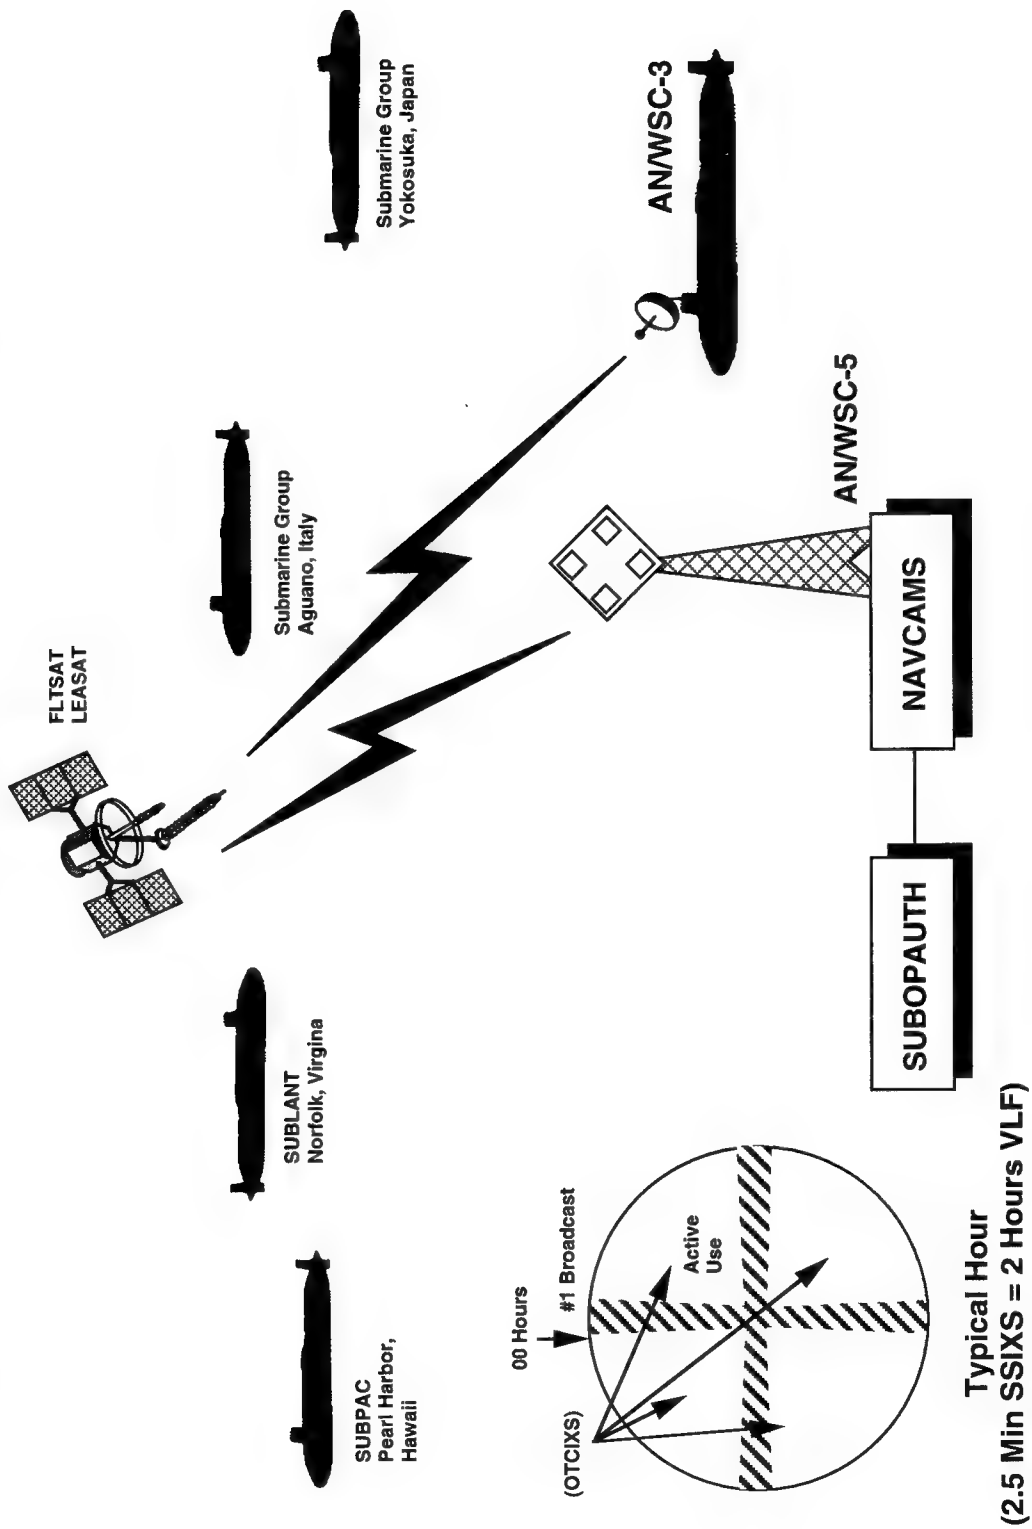 FLTSAT
LEASAT
SUBPAC
Pearl Harbor,
Hawaii
SUBLANT
Norfolk, Virgina
Submarine Group
Aguano, Italy
Submarine Group
Yokosuka, Japan
00 Hours
#1 Broadcast
(OTCIXS)
Active
Use
AN/WSC-3
AN/WSC-5
SUBOPAUTH
NAVCAMS
Typical Hour
(2.5 Min SSIXS = 2 Hours VLF)